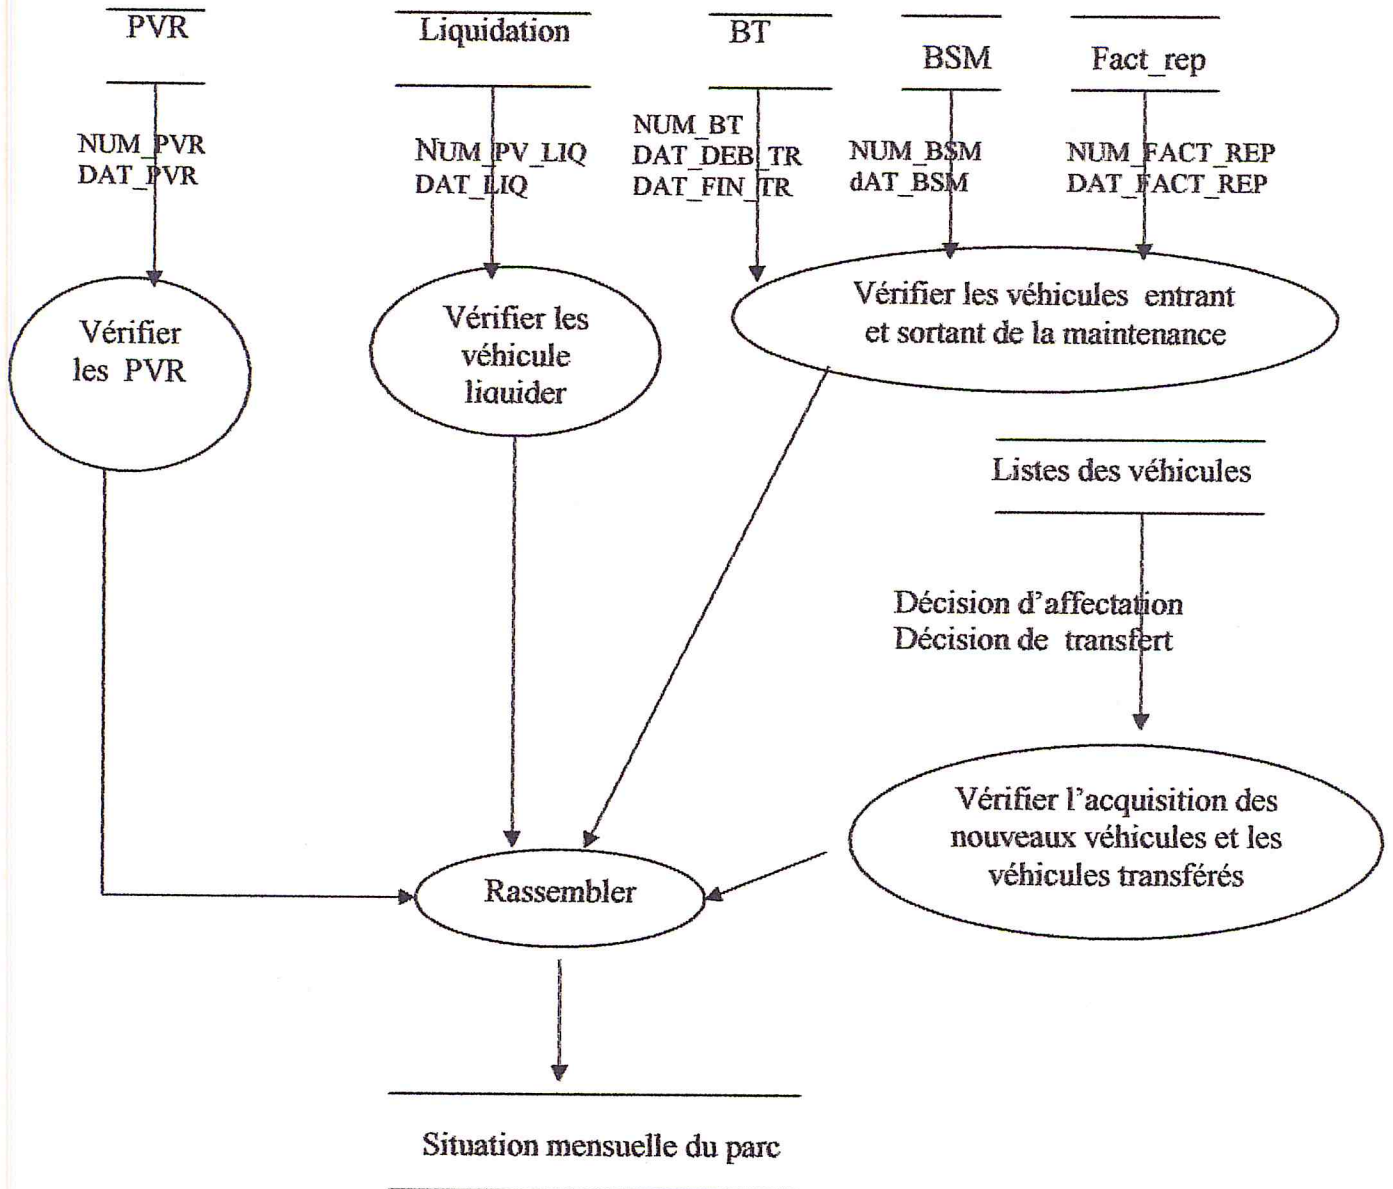 PVR
Liquidation
BT
BSM
Fact_rep
NUM_PVR
DAT_PVR
NUM_PV_LIQ
DAT_LIQ
NUM_BT
DAT_DEB_TR
DAT_FIN_TR
NUM_BSM
dAT_BSM
NUM_FACT_REP
DAT_FACT_REP
Vérifier
les PVR
Vérifier les
véhicule
liquider
Vérifier les véhicules entrant
et sortant de la maintenance
Listes des véhicules
Décision d'affectation
Décision de transfert
Vérifier l'acquisition des
nouveaux véhicules et les
véhicules transférés
Rassembler
Situation mensuelle du parc